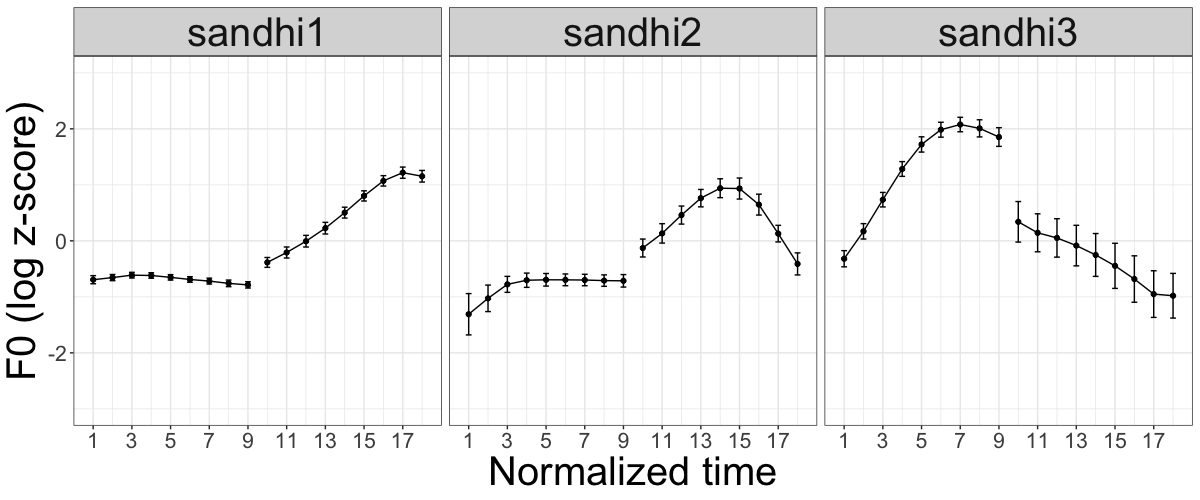 sandhi1 sandhi2 sandhi3
F0 (log z-score)
2
0
-2
1 3 5 7 9 11 13 15 17 1 3 5 7 9 11 13 15 17 1 3 5 7 9 11 13 15 17
Normalized time